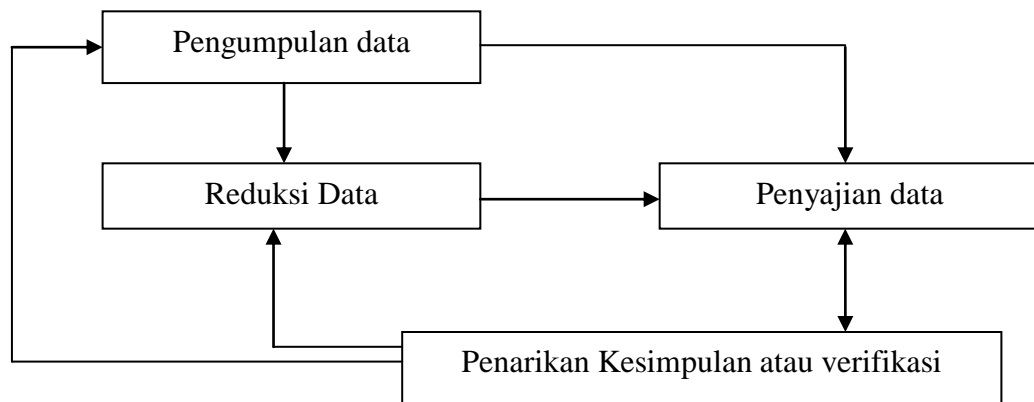 Pengumpulan data
Reduksi Data
Penyajian data
Penarikan Kesimpulan atau verifikasi